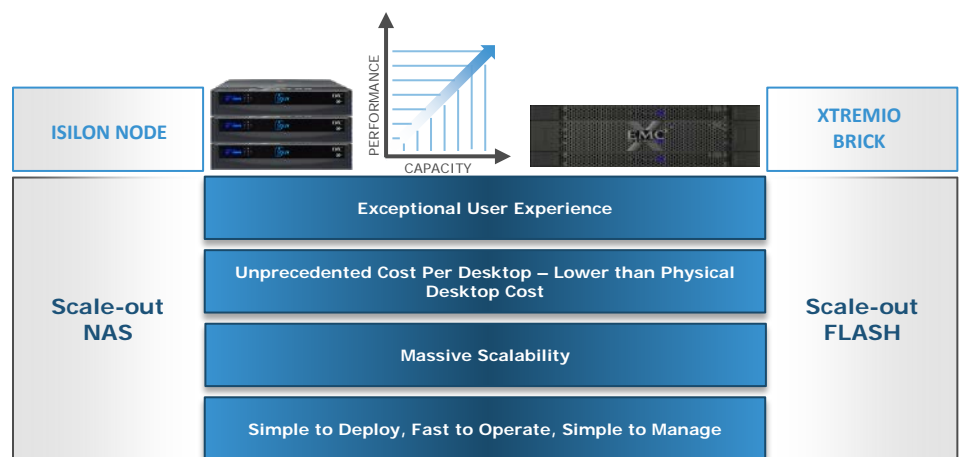 ISILON NODE
PERFORMANCE
CAPACITY
EMC
XTREMIO
BRICK
Scale-out
NAS
Exceptional User Experience
Unprecedented Cost Per Desktop – Lower than Physical
Desktop Cost
Massive Scalability
Simple to Deploy, Fast to Operate, Simple to Manage
Scale-out
FLASH